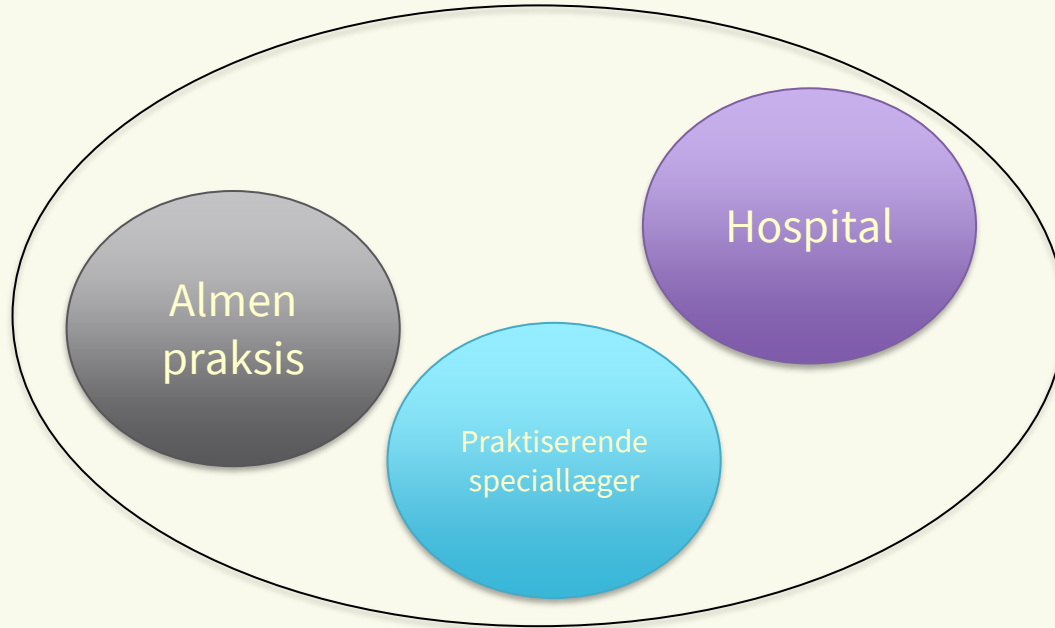 Hospital
Almen
praksis
Praktiserende
speciallæger